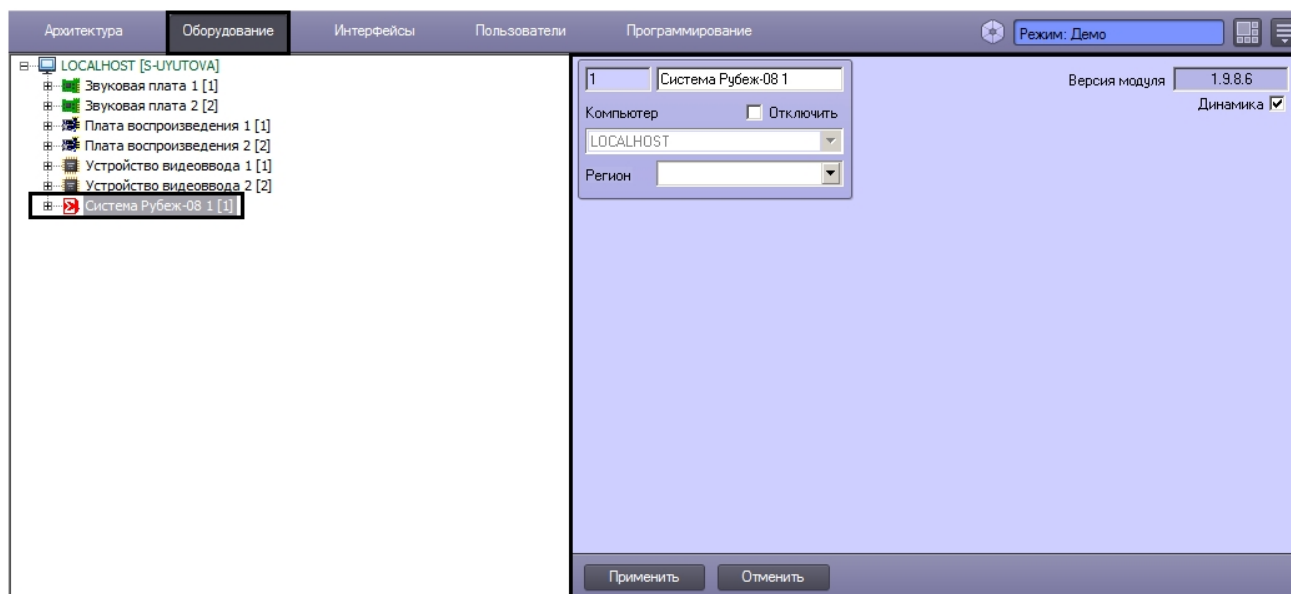 Архитектура Оборудование Интерфейсы Пользователи Программирование Режим: Демо
LOCALHOST [S-UYUTOVA]
Звуковая плата 1 [1]
Звуковая плата 2 [2]
Плата воспроизведения 1 [1]
Плата воспроизведения 2 [2]
Устройство видеоввода 1 [1]
Устройство видеоввода 2 [2]
Система Рубеж-08 1 [1]
1 Система Рубеж-08 1
Компьютер Отключить
LOCALHOST
Регион
Версия модуля 1.9.8.6
Динамика
Применить Отменить